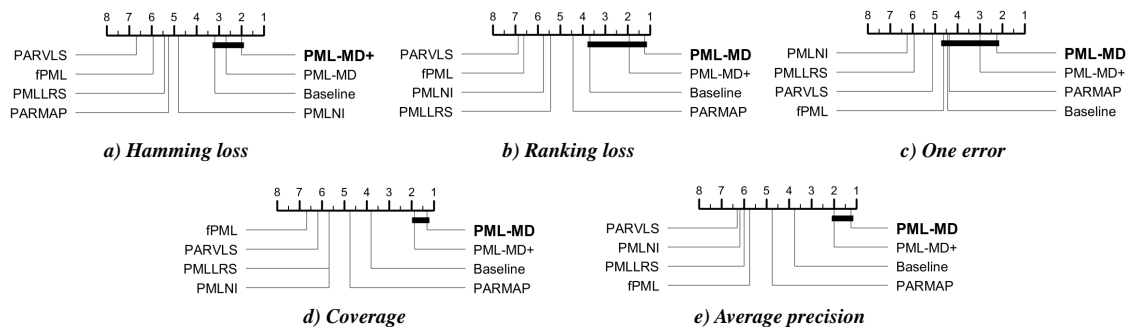 8 7 6 5 4 3 2 1
PARVLS
fPML
PMLLRS
PARMAP
PML-MD+
PML-MD
Baseline
PMLNI
a) Hamming loss
8 7 6 5 4 3 2 1
PARVLS
fPML
PMLNI
PMLLRS
PML-MD
PML-MD+
Baseline
PARMAP
b) Ranking loss
8 7 6 5 4 3 2 1
PMLNI
PMLLRS
PARVLS
fPML
PML-MD
PML-MD+
PARMAP
Baseline
c) One error
8 7 6 5 4 3 2 1
fPML
PARVLS
PMLLRS
PMLNI
PML-MD
PML-MD+
Baseline
PARMAP
d) Coverage
8 7 6 5 4 3 2 1
PARVLS
PMLNI
PMLLRS
fPML
PML-MD
PML-MD+
Baseline
PARMAP
e) Average precision